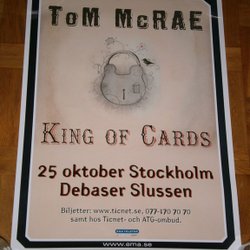 ToM McRAE
KING OF CARDS
25 oktober Stockholm
Debaser Slussen
Biljetter: www.ticnet.se, 077-170 70 70
samt hos Ticnet- och ATG-ombud.
www.ema.se